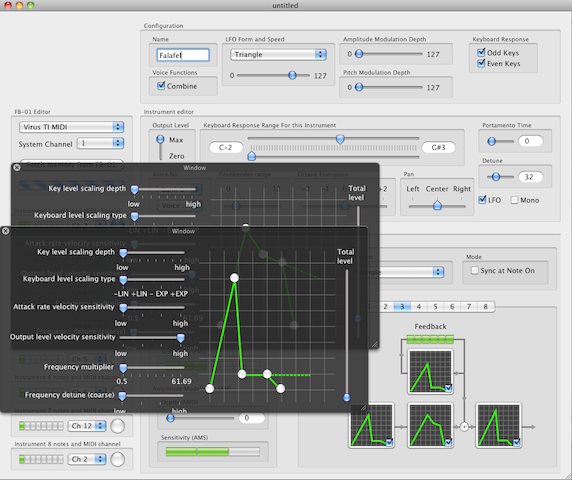 untitled
Configuration
Name
Falafel
Voice Functions
Combine
LFO Form and Speed
Triangle
0 127
Amplitude Modulation Depth
0 127
Pitch Modulation Depth
0 127
Keyboard Response
Odd Keys
Even Keys
FB-01 Editor
Virus TI MIDI
System Channel 1
Instrument editor
Output Level
Max
Zero
Keyboard Response Range For this Instrument
C-2 G#3
Portamento Time
0
Detune
32
Pan
Left Center Right
LFO Mono
Mode
Sync at Note On
Window
Key level scaling depth
low high
Keyboard level scaling type
Total
level
Window
Key level scaling depth
low high
Keyboard level scaling type
-LIN +LIN - EXP +EXP
Attack rate velocity sensitivity
low high
Output level velocity sensitivity
low high
Frequency multiplier
0.5 61.69
Frequency detune (coarse)
low high
Total
level
3 4 5 6 7 8
Feedback
Ch 12
Instrument 8 notes and MIDI channel
Ch 2
0
Sensitivity (AMS)